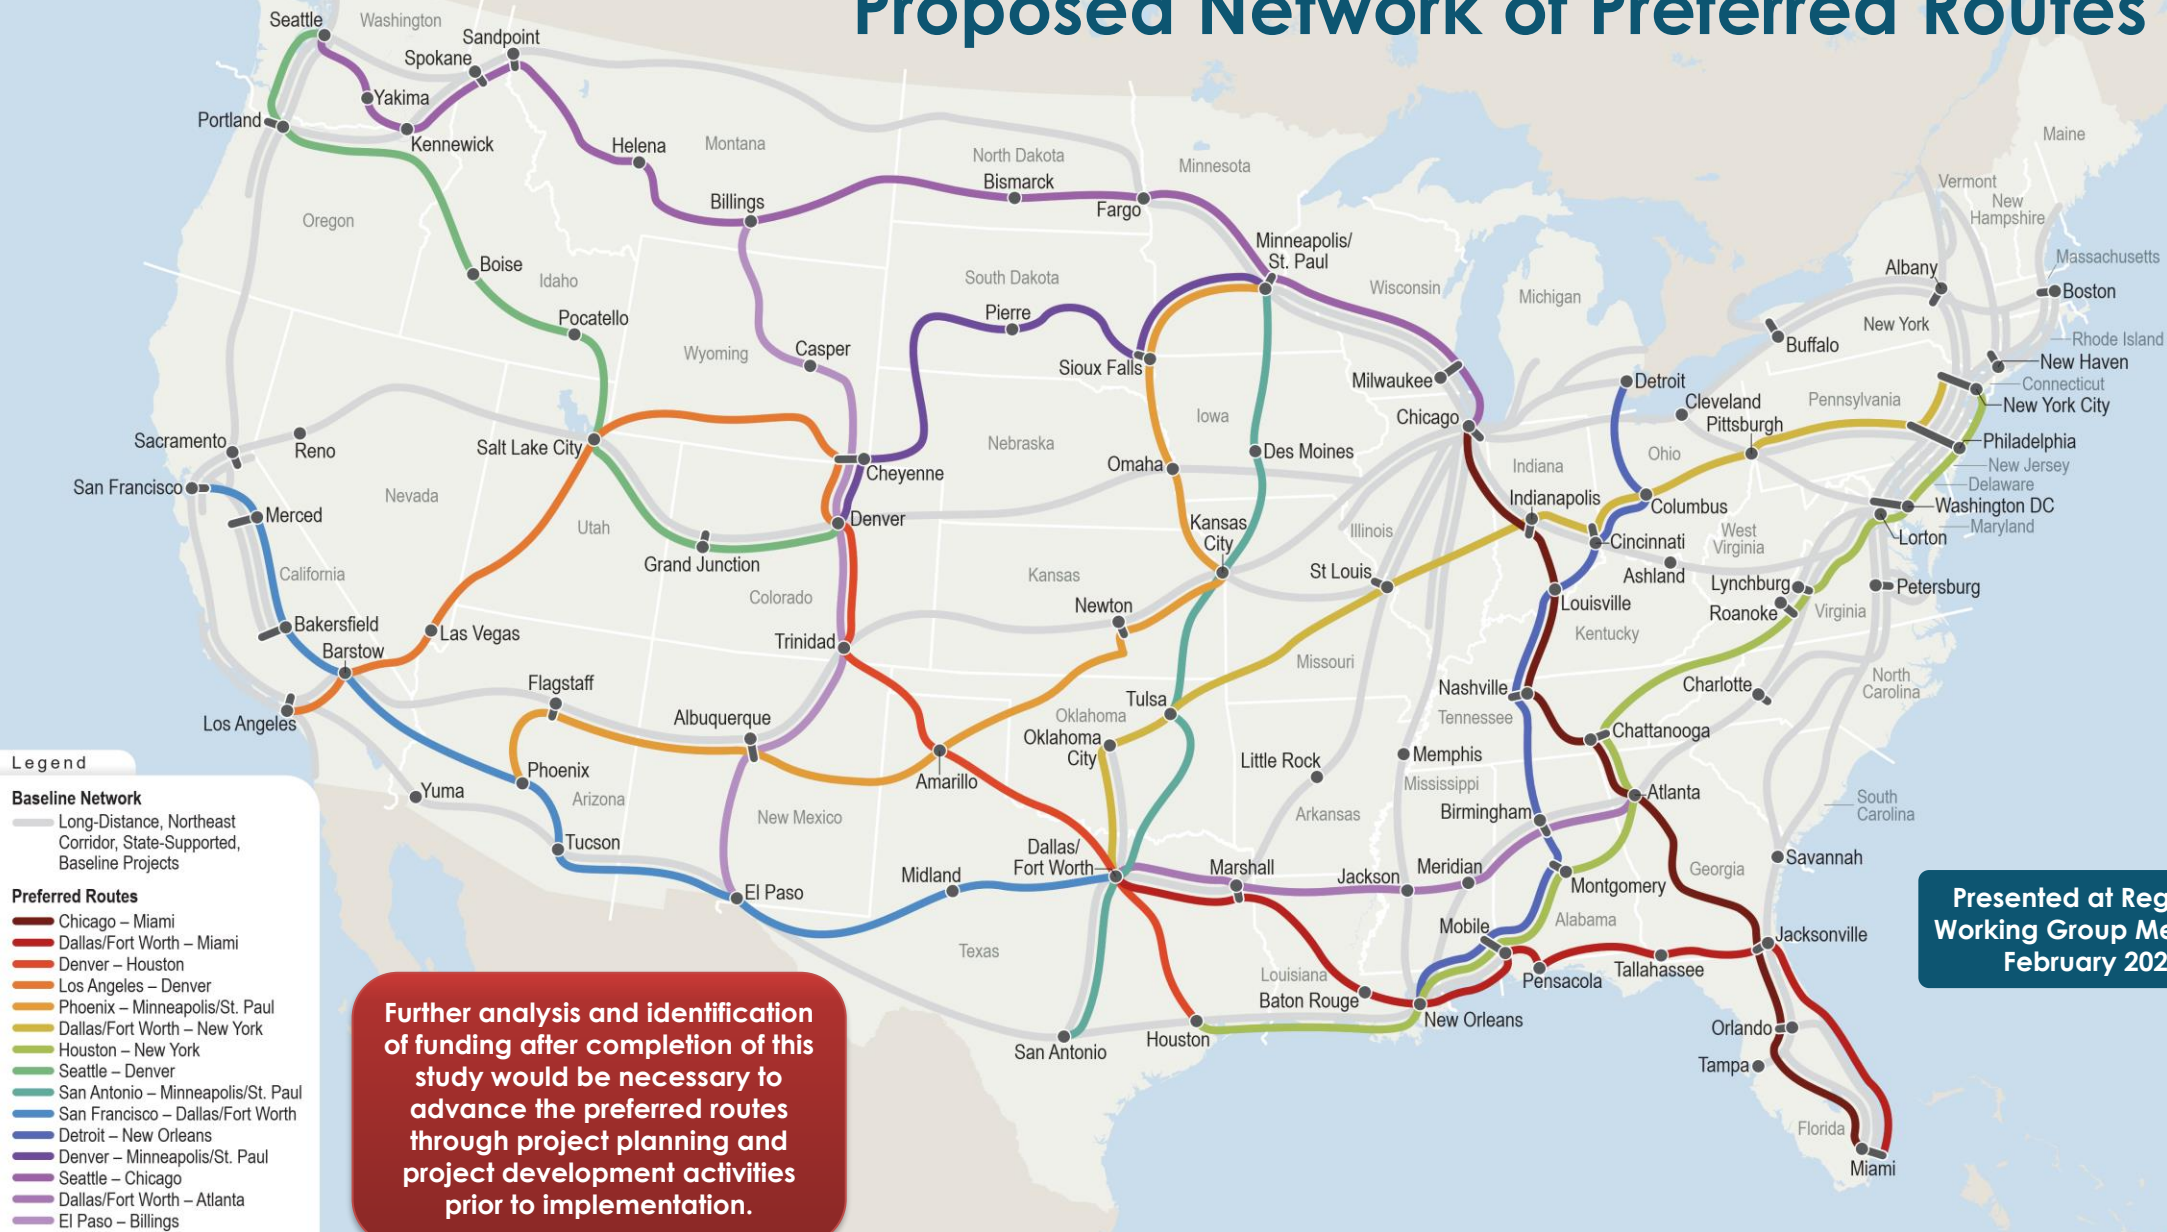 Proposed Network of Preferred Routes
Seattle
Washington
Sandpoint
Spokane
Yakima
Portland
Kennewick
Helena
Montana
North Dakota
Bismarck
Minnesota
Fargo
Billings
Oregon
Boise
Idaho
Pocatello
Minneapolis/
St. Paul
South Dakota
Pierre
Wisconsin
Michigan
Wyoming
Casper
Sioux Falls
Milwaukee
Chicago
Iowa
Maine
Vermont
New
Hampshire
Massachusetts
Albany
Boston
New York
Buffalo
Rhode Island
New Haven
Connecticut
New York City
Detroit
Cleveland
Pittsburgh
Pennsylvania
Philadelphia
New Jersey
Delaware
Washington DC
Maryland
Lorton
Sacramento
Reno
Salt Lake City
San Francisco
Nevada
Merced
Utah
Cheyenne
Nebraska
Omaha
Des Moines
Denver
Kansas
City
Illinois
Indiana
Indianapolis
Ohio
Columbus
Cincinnati
West
Virginia
Ashland
Lynchburg
Roanoke
Virginia
Petersburg
Grand Junction
Colorado
Kansas
Newton
St Louis
Louisville
Kentucky
California
Bakersfield
Barstow
Las Vegas
Los Angeles
Trinidad
Missouri
Flagstaff
Albuquerque
Tulsa
Oklahoma
Oklahoma
City
Nashville
Tennessee
Charlotte
North
Carolina
Chattanooga
Phoenix
Yuma
Arizona
Tucson
New Mexico
Amarillo
Little Rock
Memphis
Mississippi
Arkansas
Birmingham
Atlanta
South
Carolina
Dallas/
Fort Worth
Midland
El Paso
Marshall
Jackson
Meridian
Montgomery
Georgia
Savannah
Mobile
Alabama
Texas
Louisiana
Baton Rouge
New Orleans
Pensacola
Tallahassee
Jacksonville
San Antonio
Houston
Orlando
Tampa
Florida
Miami
Legend
Baseline Network
Long-Distance, Northeast
Corridor, State-Supported,
Baseline Projects
Preferred Routes
Chicago – Miami
Dallas/Fort Worth – Miami
Denver – Houston
Los Angeles – Denver
Phoenix – Minneapolis/St. Paul
Dallas/Fort Worth – New York
Houston – New York
Seattle – Denver
San Antonio – Minneapolis/St. Paul
San Francisco – Dallas/Fort Worth
Detroit – New Orleans
Denver – Minneapolis/St. Paul
Seattle – Chicago
Dallas/Fort Worth – Atlanta
El Paso – Billings
Further analysis and identification
of funding after completion of this
study would be necessary to
advance the preferred routes
through project planning and
project development activities
prior to implementation.
Presented at Reg
Working Group Me
February 202